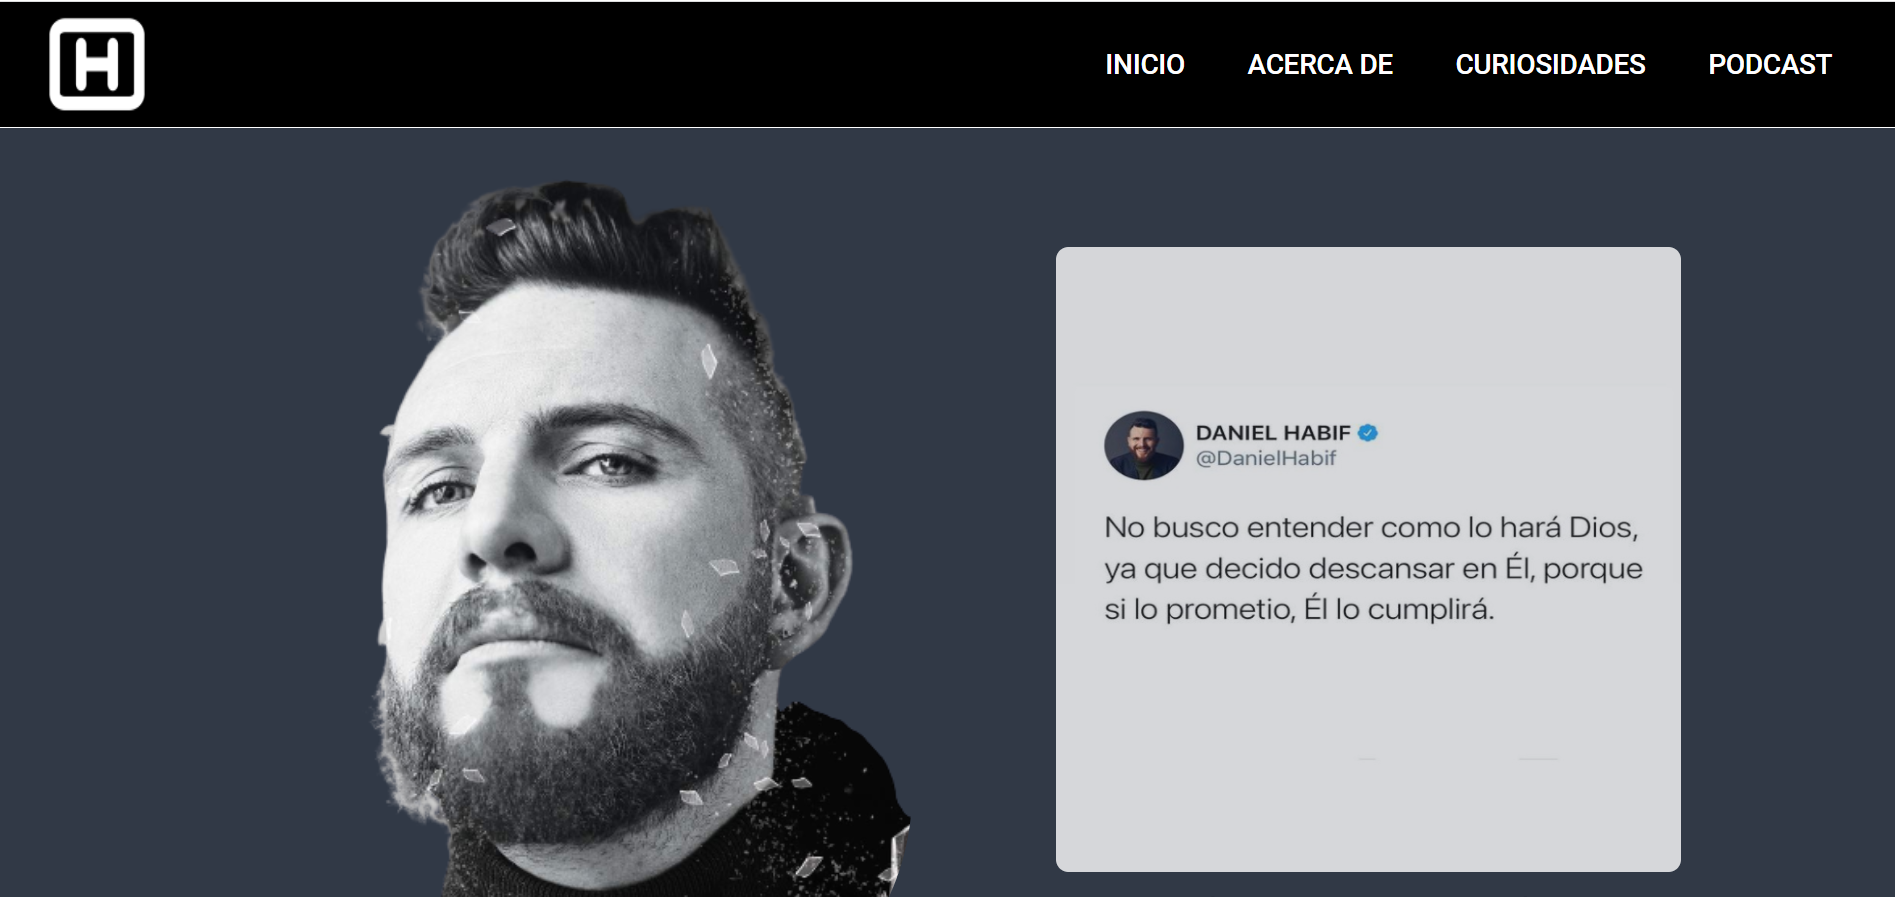 H
INICIO ACERCA DE CURIOSIDADES PODCAST
DANIEL HABIF
@DanielHabif
No busco entender como lo hará Dios,
ya que decido descansar en Él, porque
si lo prometio, Él lo cumplirá.